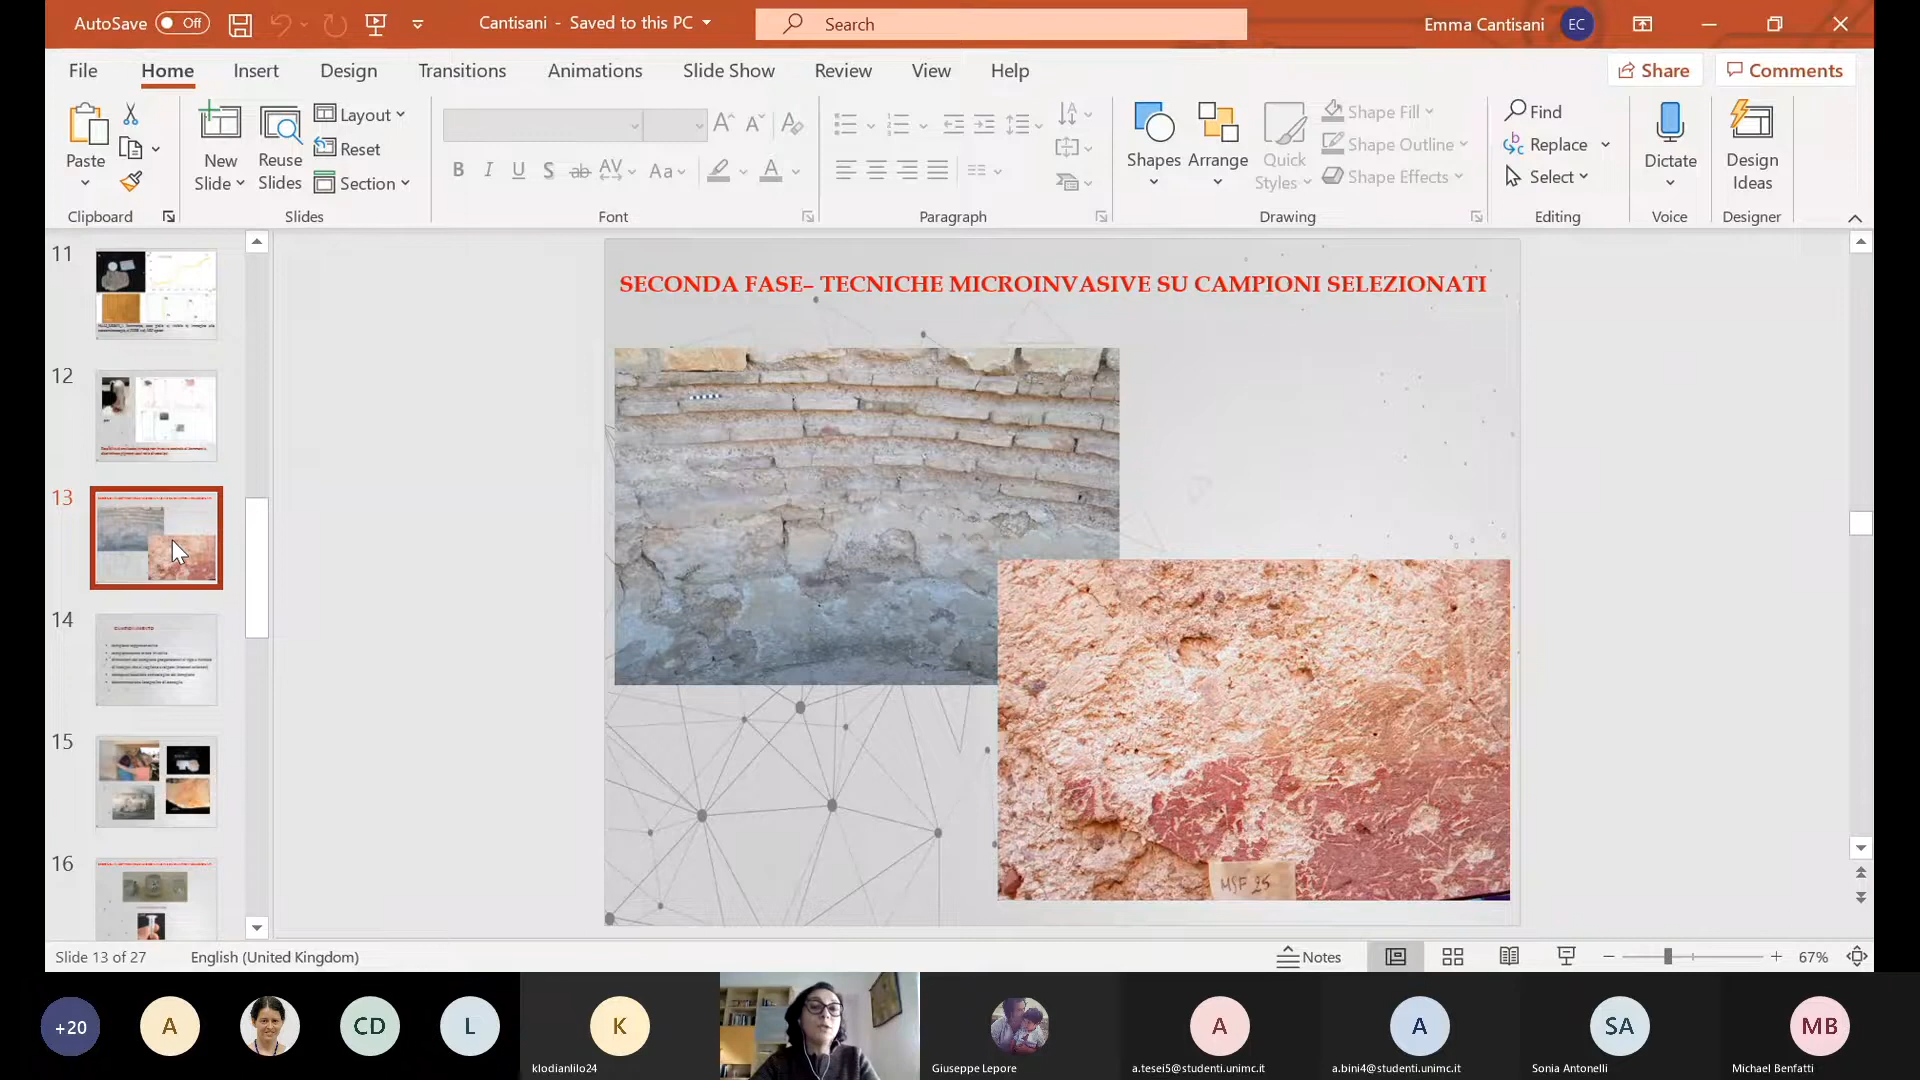 AutoSave Off
Cantisani - Saved to this PC
Search
Emma Cantisani EC
File Home Insert Design Transitions Animations Slide Show Review View Help
Share Comments
Paste
New Slide
Reuse Slides
Layout
Reset
Section
B I U S ab AV Aa A
Shapes
Arrange
Quick Styles
Shape Fill
Shape Outline
Shape Effects
Find
Replace
Select
Dictate
Design Ideas
Clipboard Slides Font Paragraph Drawing Editing Voice Designer
11
12
13
14
15
16
SECONDA FASE– TECNICHE MICROINVASIVE SU CAMPIONI SELEZIONATI
MSF 25
Slide 13 of 27 English (United Kingdom) Notes 67%
+20 A CD L K A A SA MB
klodianlilo24 Giuseppe Lepore a.tesei5@studenti.unimc.it a.bini4@studenti.unimc.it Sonia Antonelli Michael Benfatti